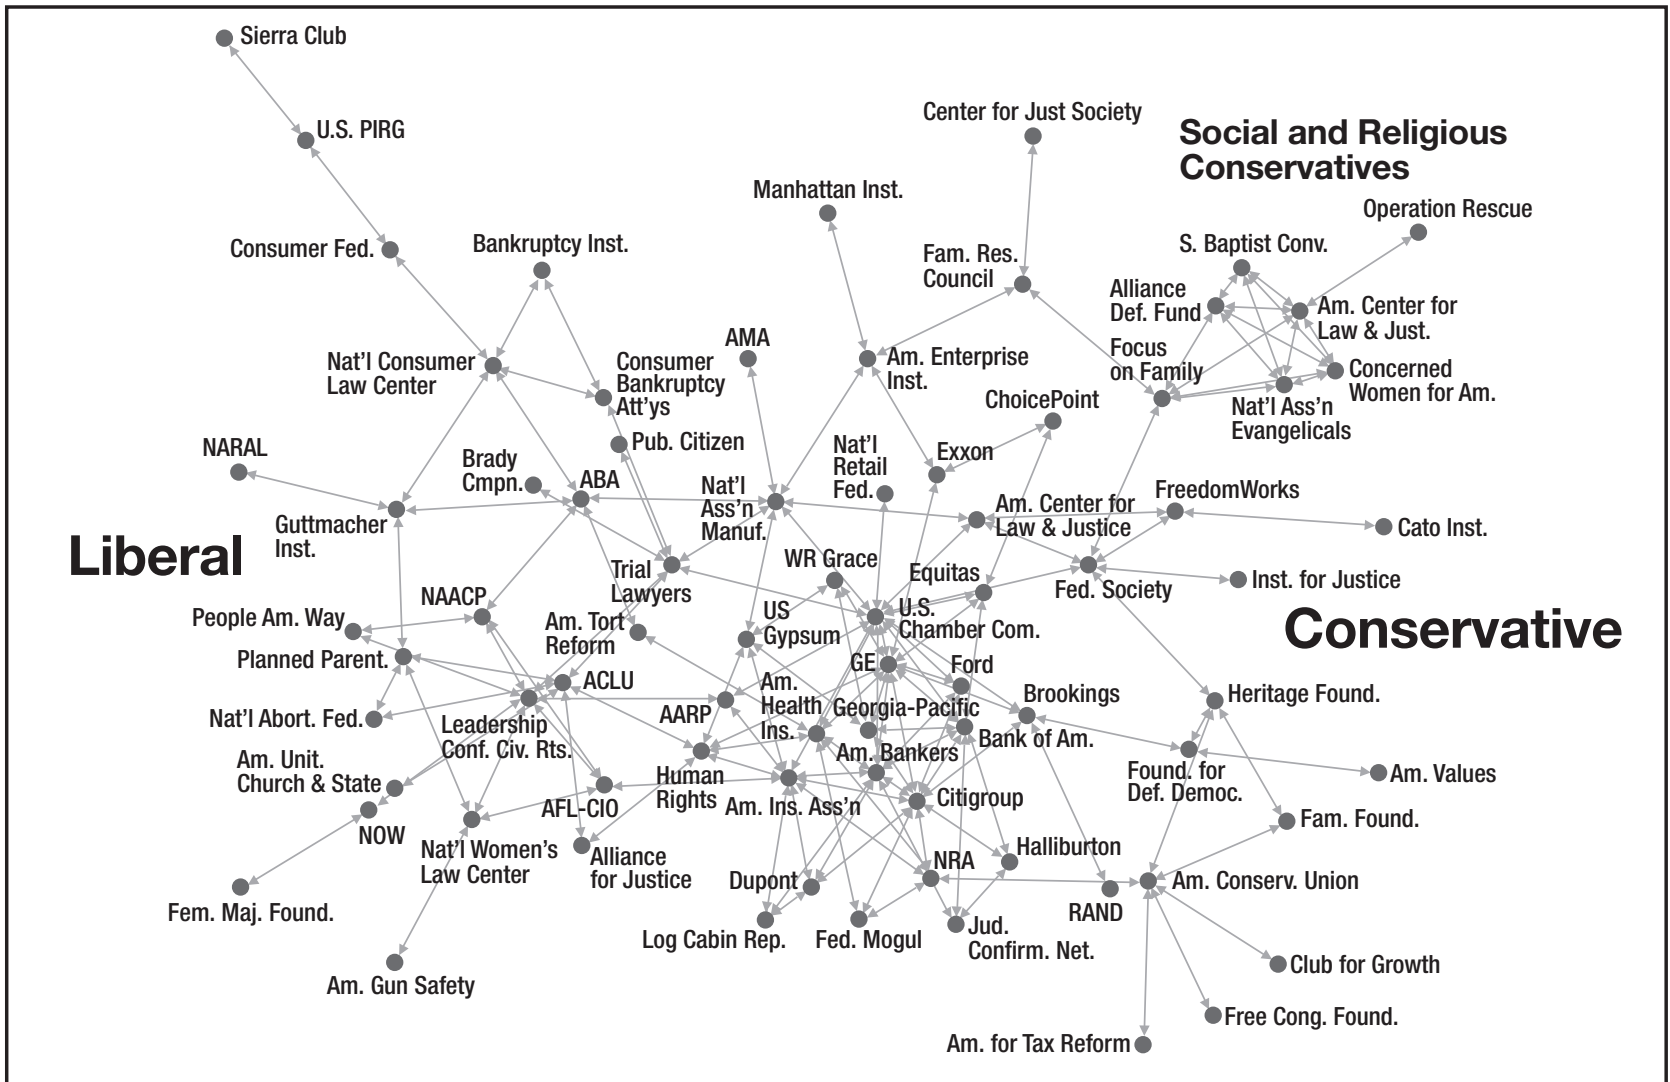 Sierra Club
U.S. PIRG
Center for Just Society
Social and Religious
Conservatives
Manhattan Inst.
Operation Rescue
Consumer Fed.
Bankruptcy Inst.
Fam. Res.
Council
S. Baptist Conv.
Alliance
Def. Fund
Am. Center for
Law & Just.
AMA
Nat'l Consumer
Law Center
Consumer
Bankruptcy
Att'ys
Am. Enterprise
Inst.
Focus
on Family
Concerned
Women for Am.
ChoicePoint
Nat'l Ass'n
Evangelicals
NARAL
Brady
Cmpn.
Pub. Citizen
Nat'l
Retail
Fed.
Exxon
ABA
Nat'l
Ass'n
Manuf.
Am. Center for
Law & Justice
FreedomWorks
Guttmacher
Inst.
Cato Inst.
Liberal
Trial
Lawyers
WR Grace
Equitas
Fed. Society
Inst. for Justice
NAACP
People Am. Way
Am. Tort
Reform
US
Gypsum
U.S.
Chamber Com.
Conservative
Planned Parent.
ACLU
GE
Ford
Am.
Health
Ins.
Brookings
Heritage Found.
Nat'l Abort. Fed.
Leadership
Conf. Civ. Rts.
AARP
Georgia-Pacific
Bank of Am.
Am. Unit.
Church & State
Human
Rights
Am. Bankers
Found. for
Def. Democ.
Am. Values
AFL-CIO
Am. Ins. Ass'n
Citigroup
Fam. Found.
NOW
Nat'l Women's
Law Center
Alliance
for Justice
Halliburton
NRA
Dupont
Am. Conserv. Union
RAND
Fem. Maj. Found.
Log Cabin Rep.
Fed. Mogul
Jud.
Confirm. Net.
Club for Growth
Am. Gun Safety
Free Cong. Found.
Am. for Tax Reform